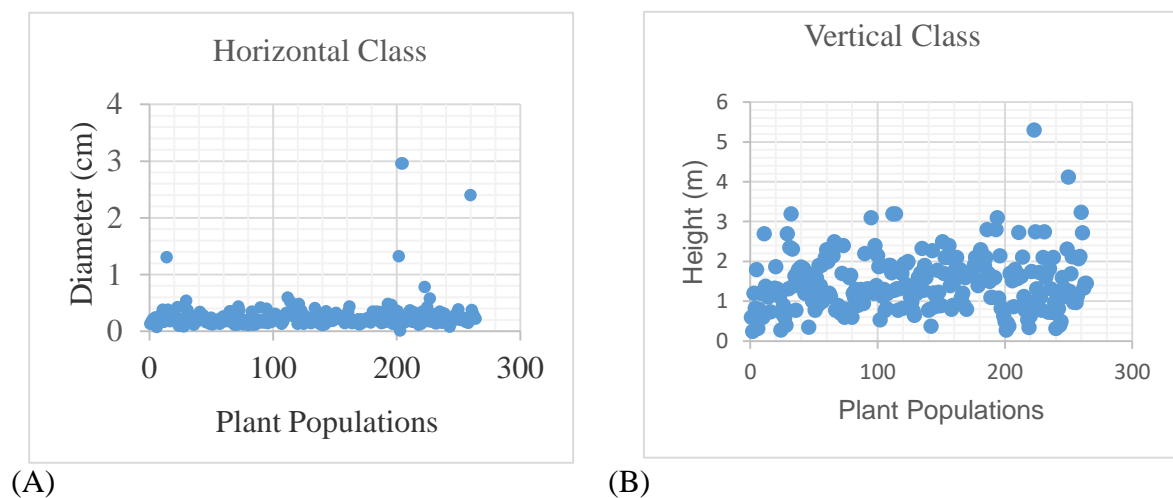 Horizontal Class
Diameter (cm)
4
3
2
1
0
0 100 200 300
Plant Populations
(A)
Vertical Class
Height (m)
6
5
4
3
2
1
0
0 100 200 300
Plant Populations
(B)